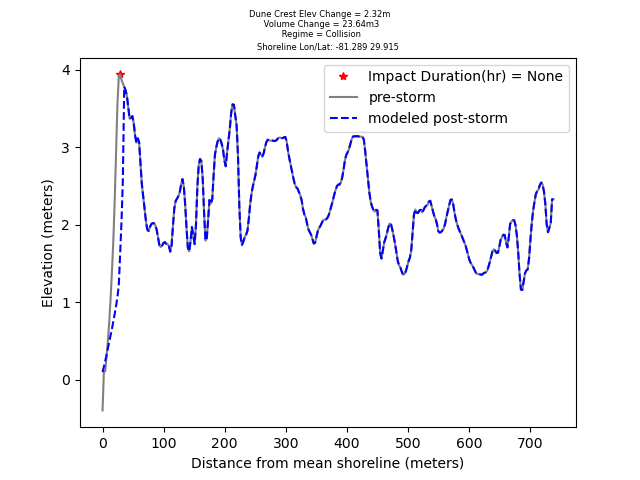 Dune Crest Elev Change = 2.32m
Volume Change = 23.64m3
Regime = Collision
Shoreline Lon/Lat: -81.289 29.915
Impact Duration(hr) = None
pre-storm
modeled post-storm
4
3
2
1
0
Elevation (meters)
0 100 200 300 400 500 600 700
Distance from mean shoreline (meters)